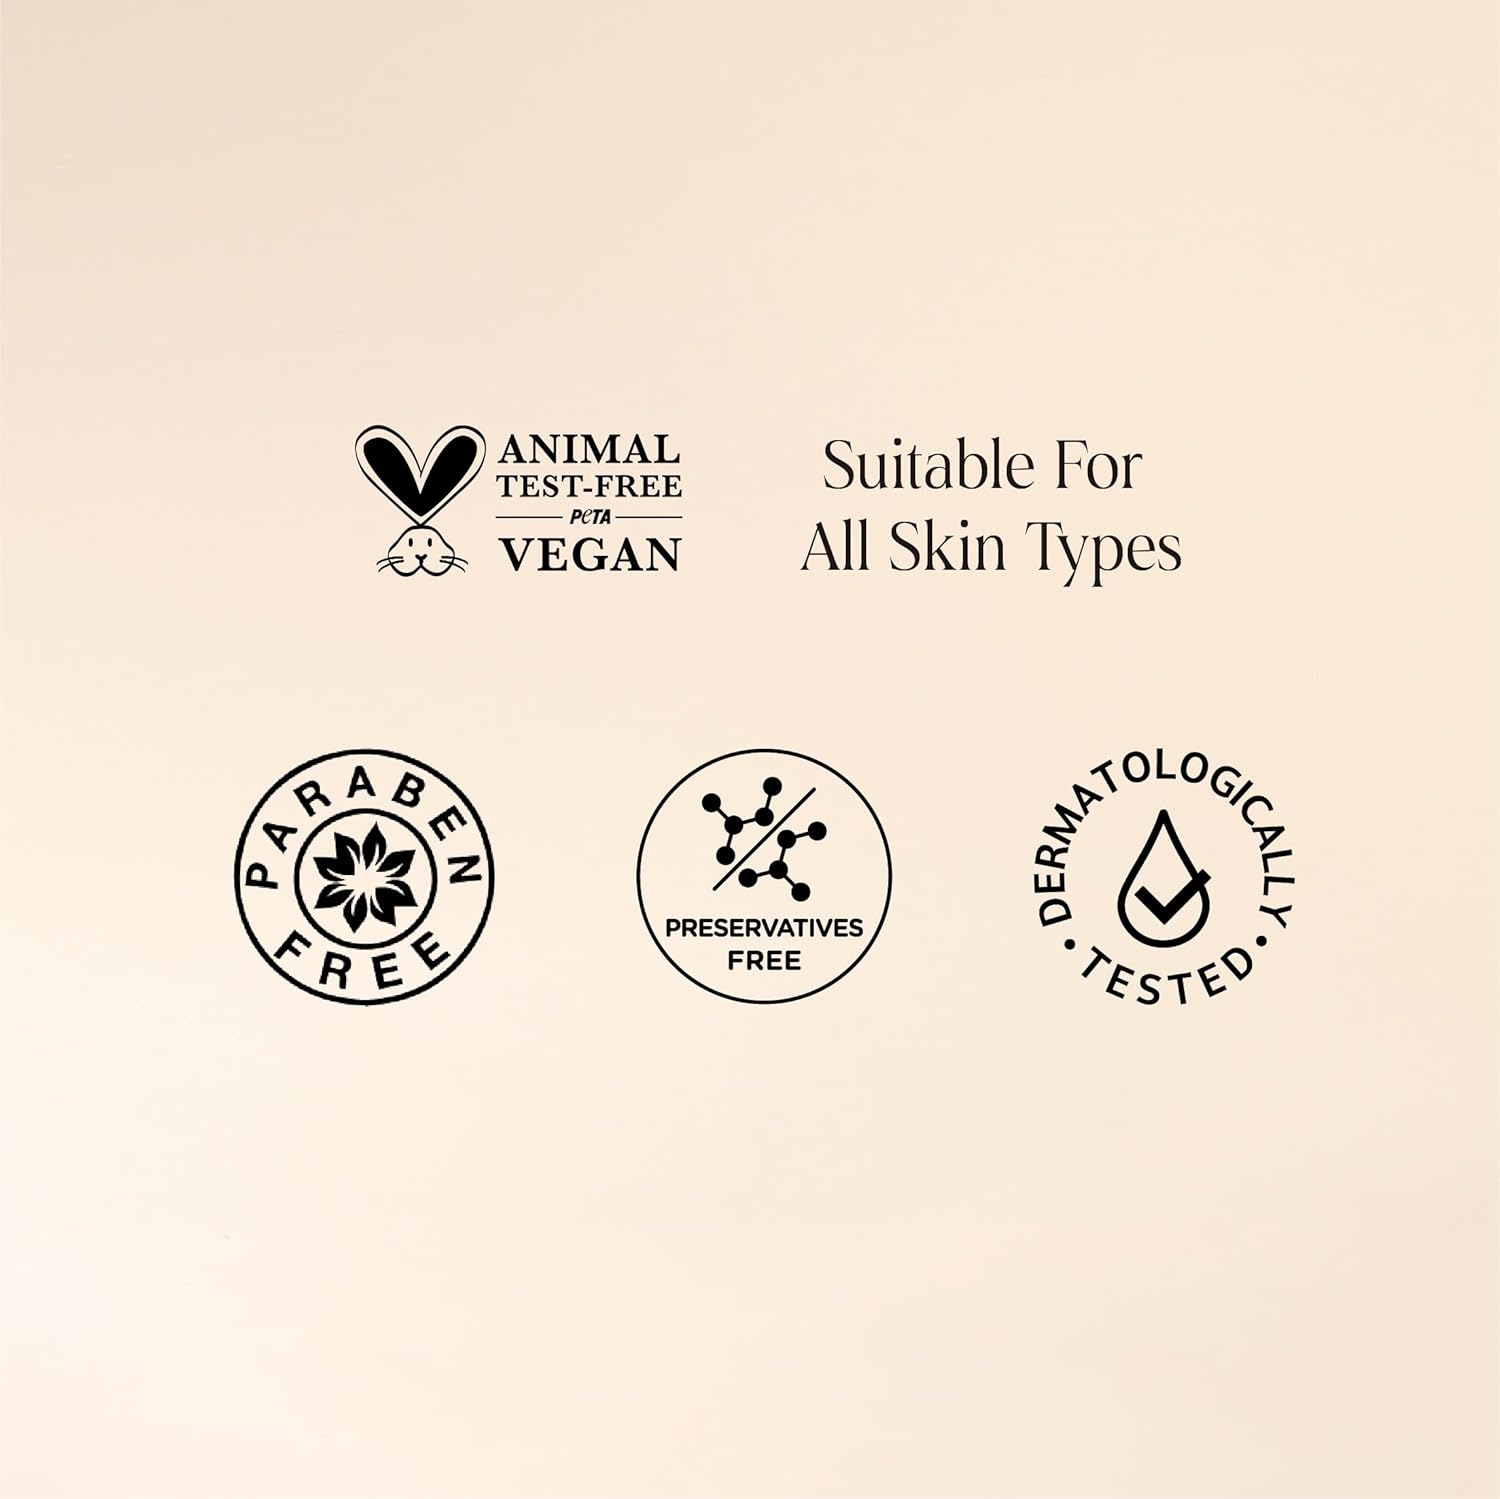 ANIMAL
TEST-FREE
PeTA
VEGAN
Suitable For
All Skin Types
PARABEN
FREE
PRESERVATIVES
FREE
DERMATOLOGICALLY
• TESTED •